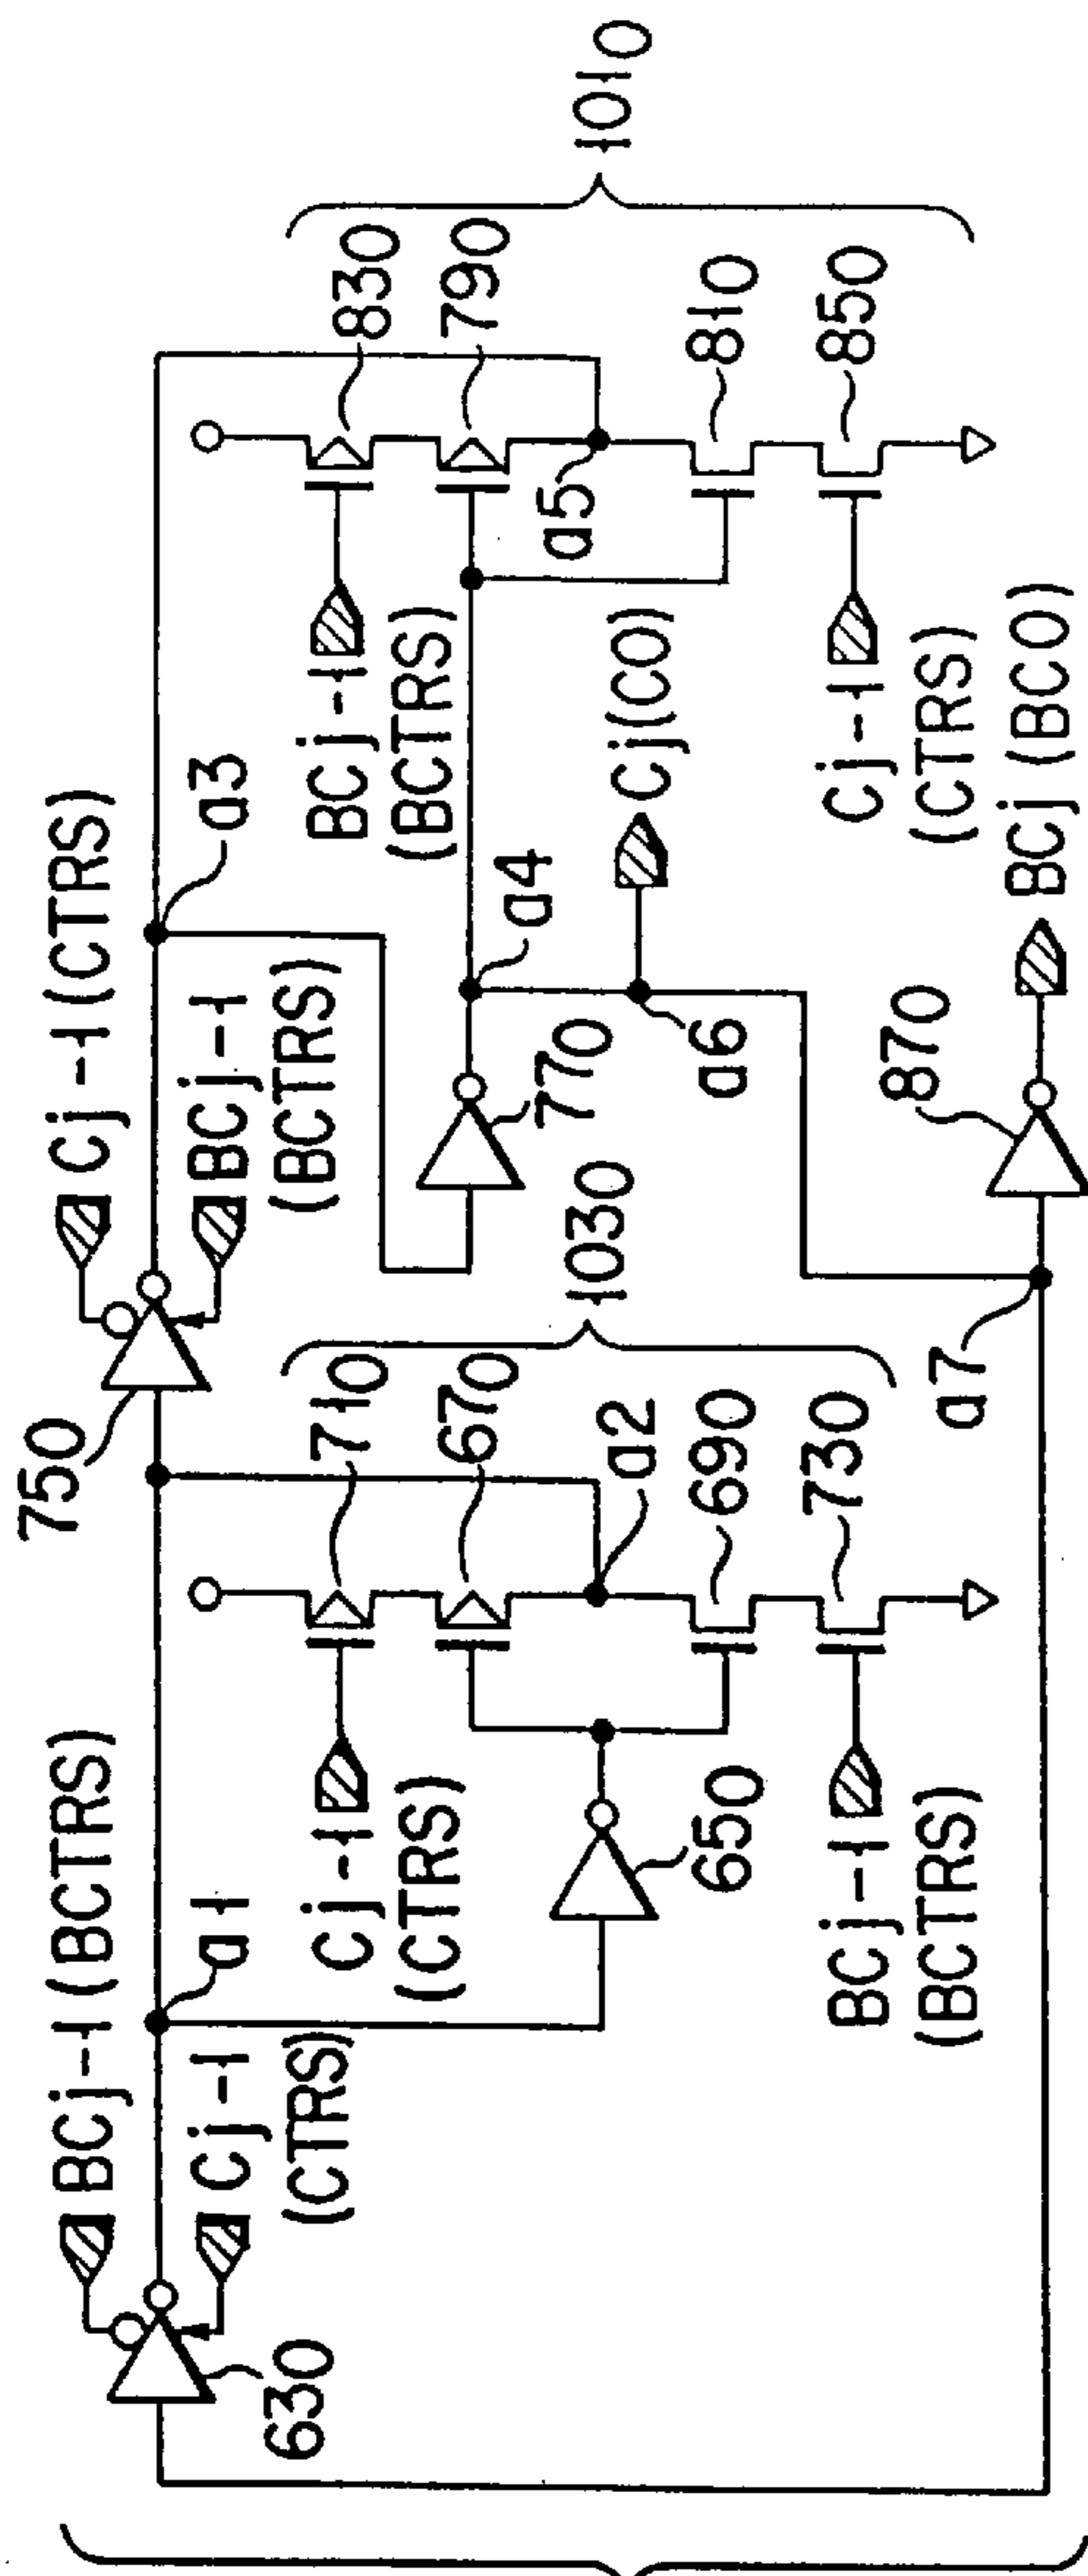 BCj-1 (BCTRS)
Cj-1
(CTRS)
630
a1
750
Cj-1 (CTRS)
BCj-1
(BCTRS)
a3
Cj-1
(CTRS)
710
670
a2
690
730
650
BCj-1
(BCTRS)
1030
770
a4
a6
Cj(CO)
BCj-1
(BCTRS)
830
790
a5
810
850
1010
Cj-1
(CTRS)
a7
870
BCj (BCO)